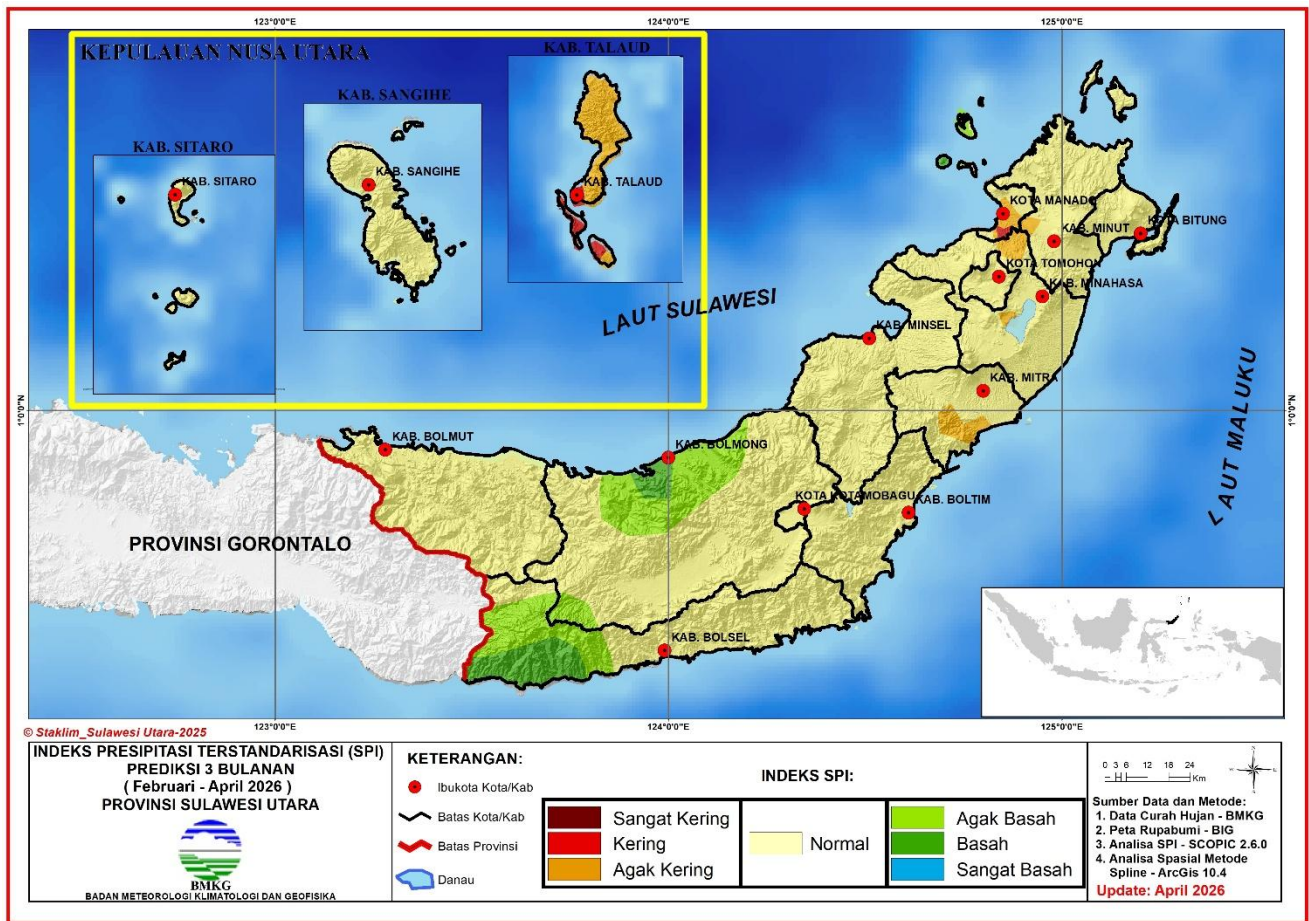 123°0'0"E
124°0'0"E
125°0'0"E
KEPULAUAN NUSA UTARA
KAB. TALAUD
KAB. SANGIHE
KAB. SITARO
KAB. SITARO
KAB. SANGIHE
KAB. TALAUD
KOTA MANADO
KOTA BITUNG
KAB. MINUT
KOTA TOMOHON
KAB. MINAHASA
LAUT SULAWESI
KAB. MINSEL
KAB. MITRA
LAUT MALUKU
1°0'0"N
1°0'0"N
KAB. BOLMUT
KAB. BOLMONG
KOTA KOTAMOBAGU
KAB. BOLTIM
PROVINSI GORONTALO
KAB. BOLSEL
123°0'0"E
124°0'0"E
125°0'0"E
© Staklim_Sulawesi Utara-2025
INDEKS PRESIPITASI TERSTANDARISASI (SPI)
PREDIKSI 3 BULANAN
( Februari - April 2026 )
PROVINSI SULAWESI UTARA
BMKG
BADAN METEOROLOGI KLIMATOLOGI DAN GEOFISIKA
KETERANGAN:
Ibukota Kota/Kab
Batas Kota/Kab
Batas Provinsi
Danau
INDEKS SPI:
Sangat Kering
Kering
Agak Kering
Normal
Agak Basah
Basah
Sangat Basah
0 3 6 12 18 24
Km
Sumber Data dan Metode:
1. Data Curah Hujan - BMKG
2. Peta Rupabumi - BIG
3. Analisa SPI - SCOPIC 2.6.0
4. Analisa Spasial Metode
Spline - ArcGis 10.4
Update: April 2026